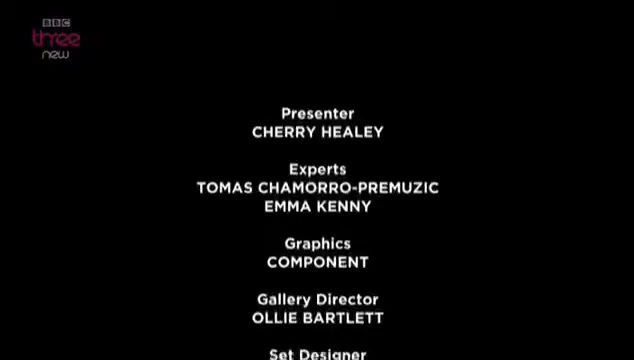 BBC
three
new
Presenter
CHERRY HEALEY
Experts
TOMAS CHAMORRO-PREMUZIC
EMMA KENNY
Graphics
COMPONENT
Gallery Director
OLLIE BARTLETT
Set Designer